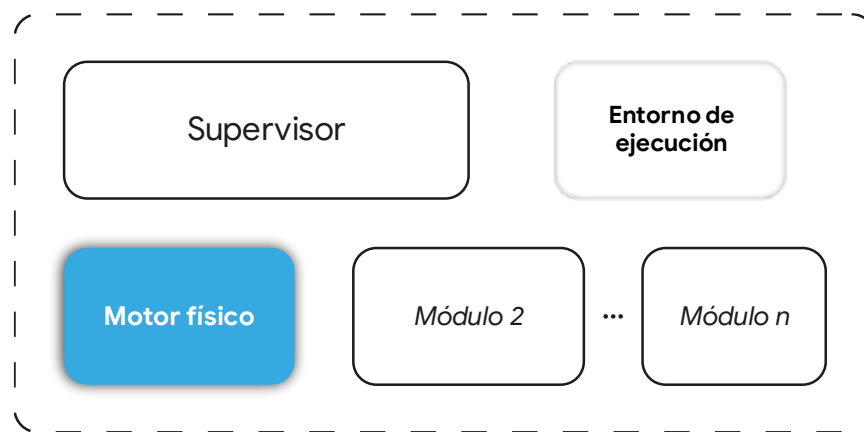 Supervisor
Entorno de
ejecución
Motor físico
Módulo 2
...
Módulo n